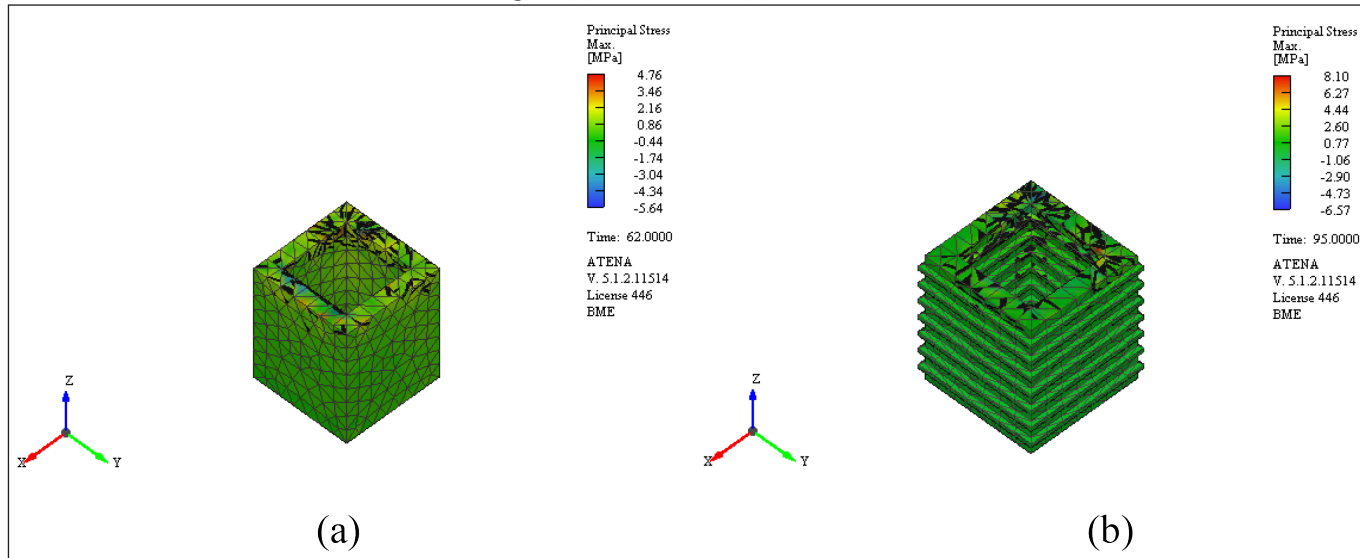 Principal Stress
Max.
[MPa]
4.76
3.46
2.16
0.86
-0.44
-1.74
-3.04
-4.34
-5.64
Time: 62.0000
ATENA
V. 5.1.2.11514
License 446
BME
Z
X
Y
(a)
Principal Stress
Max.
[MPa]
8.10
6.27
4.44
2.60
0.77
-1.06
-2.90
-4.73
-6.57
Time: 95.0000
ATENA
V. 5.1.2.11514
License 446
BME
Z
X
Y
(b)